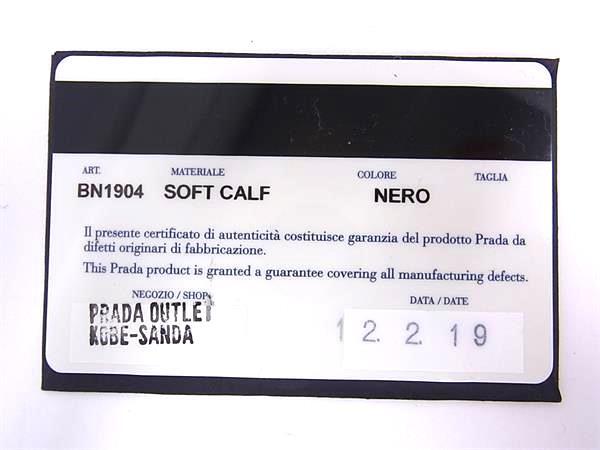 ART. MATERIALE COLORE TAGLIA
BN1904 SOFT CALF NERO
Il presente certificato di autenticità costituisce garanzia del prodotto Prada da
difetti originari di fabbricazione.
This Prada product is granted a guarantee covering all manufacturing defects.
NEGOZIO / SHOP DATA / DATE
PRADA OUTLET
KOBE-SANDA
12. 2. 19